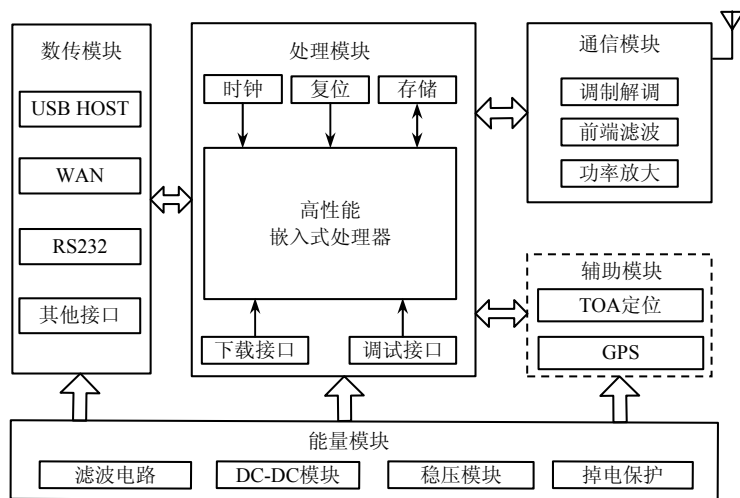 数传模块
USB HOST
WAN
RS232
其他接口
处理模块
时钟
复位
存储
高性能
嵌入式处理器
下载接口
调试接口
通信模块
调制解调
前端滤波
功率放大
辅助模块
TOA定位
GPS
能量模块
滤波电路
DC-DC模块
稳压模块
掉电保护